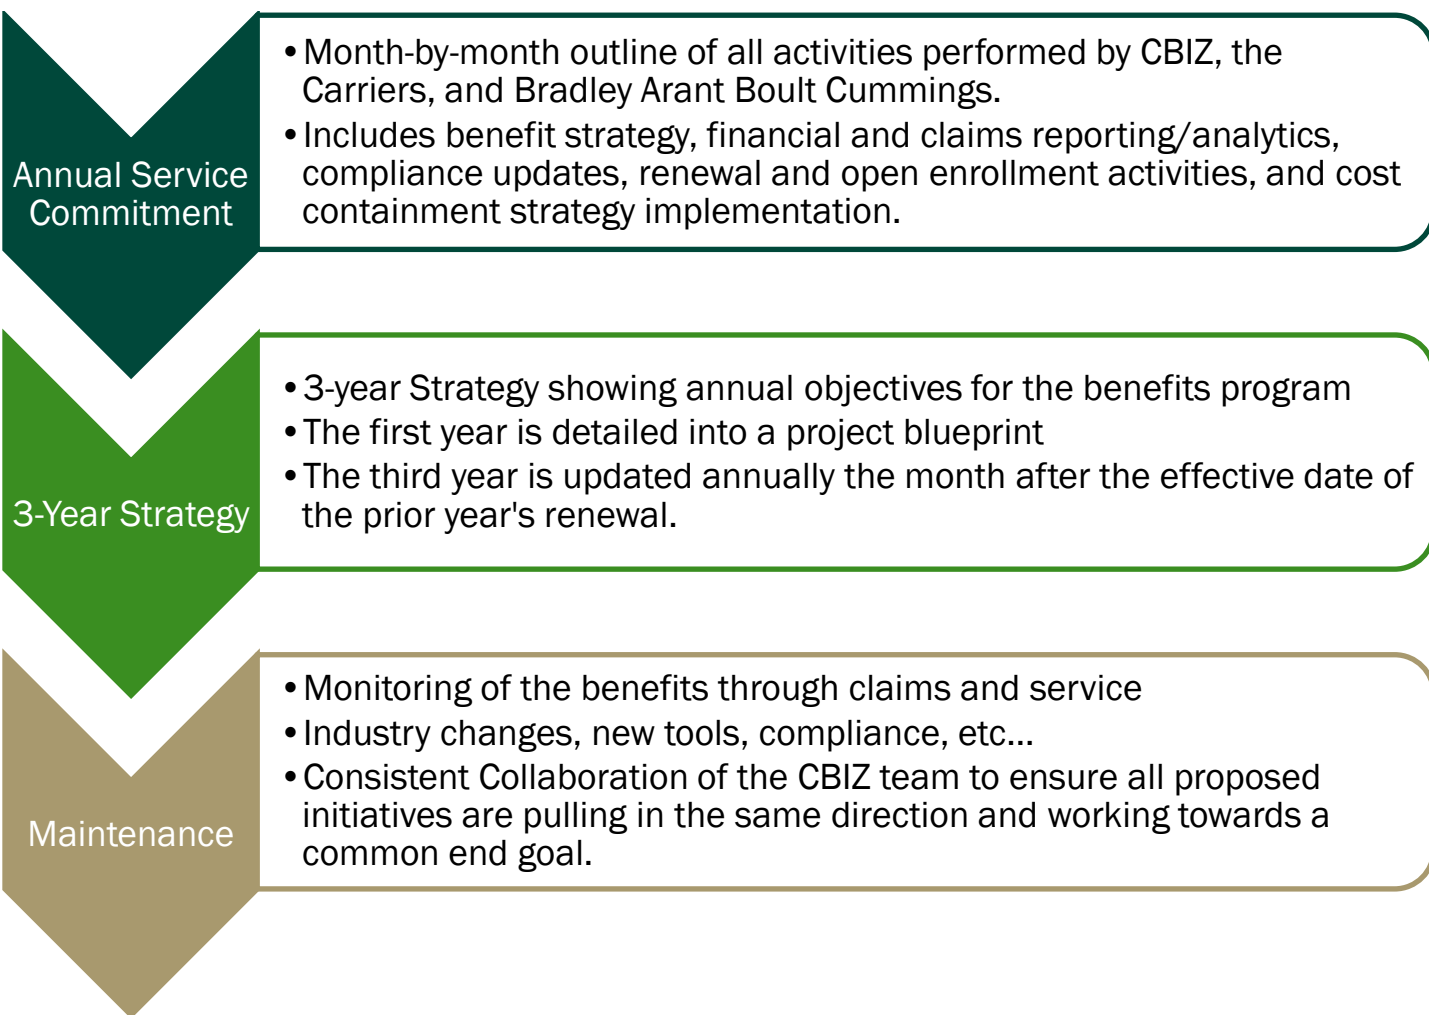 Annual Service
Commitment
•Month-by-month outline of all activities performed by CBIZ, the
Carriers, and Bradley Arant Boult Cummings.
•Includes benefit strategy, financial and claims reporting/analytics,
compliance updates, renewal and open enrollment activities, and cost
containment strategy implementation.
3-Year Strategy
•3-year Strategy showing annual objectives for the benefits program
•The first year is detailed into a project blueprint
•The third year is updated annually the month after the effective date of
the prior year's renewal.
Maintenance
•Monitoring of the benefits through claims and service
•Industry changes, new tools, compliance, etc...
•Consistent Collaboration of the CBIZ team to ensure all proposed
initiatives are pulling in the same direction and working towards a
common end goal.